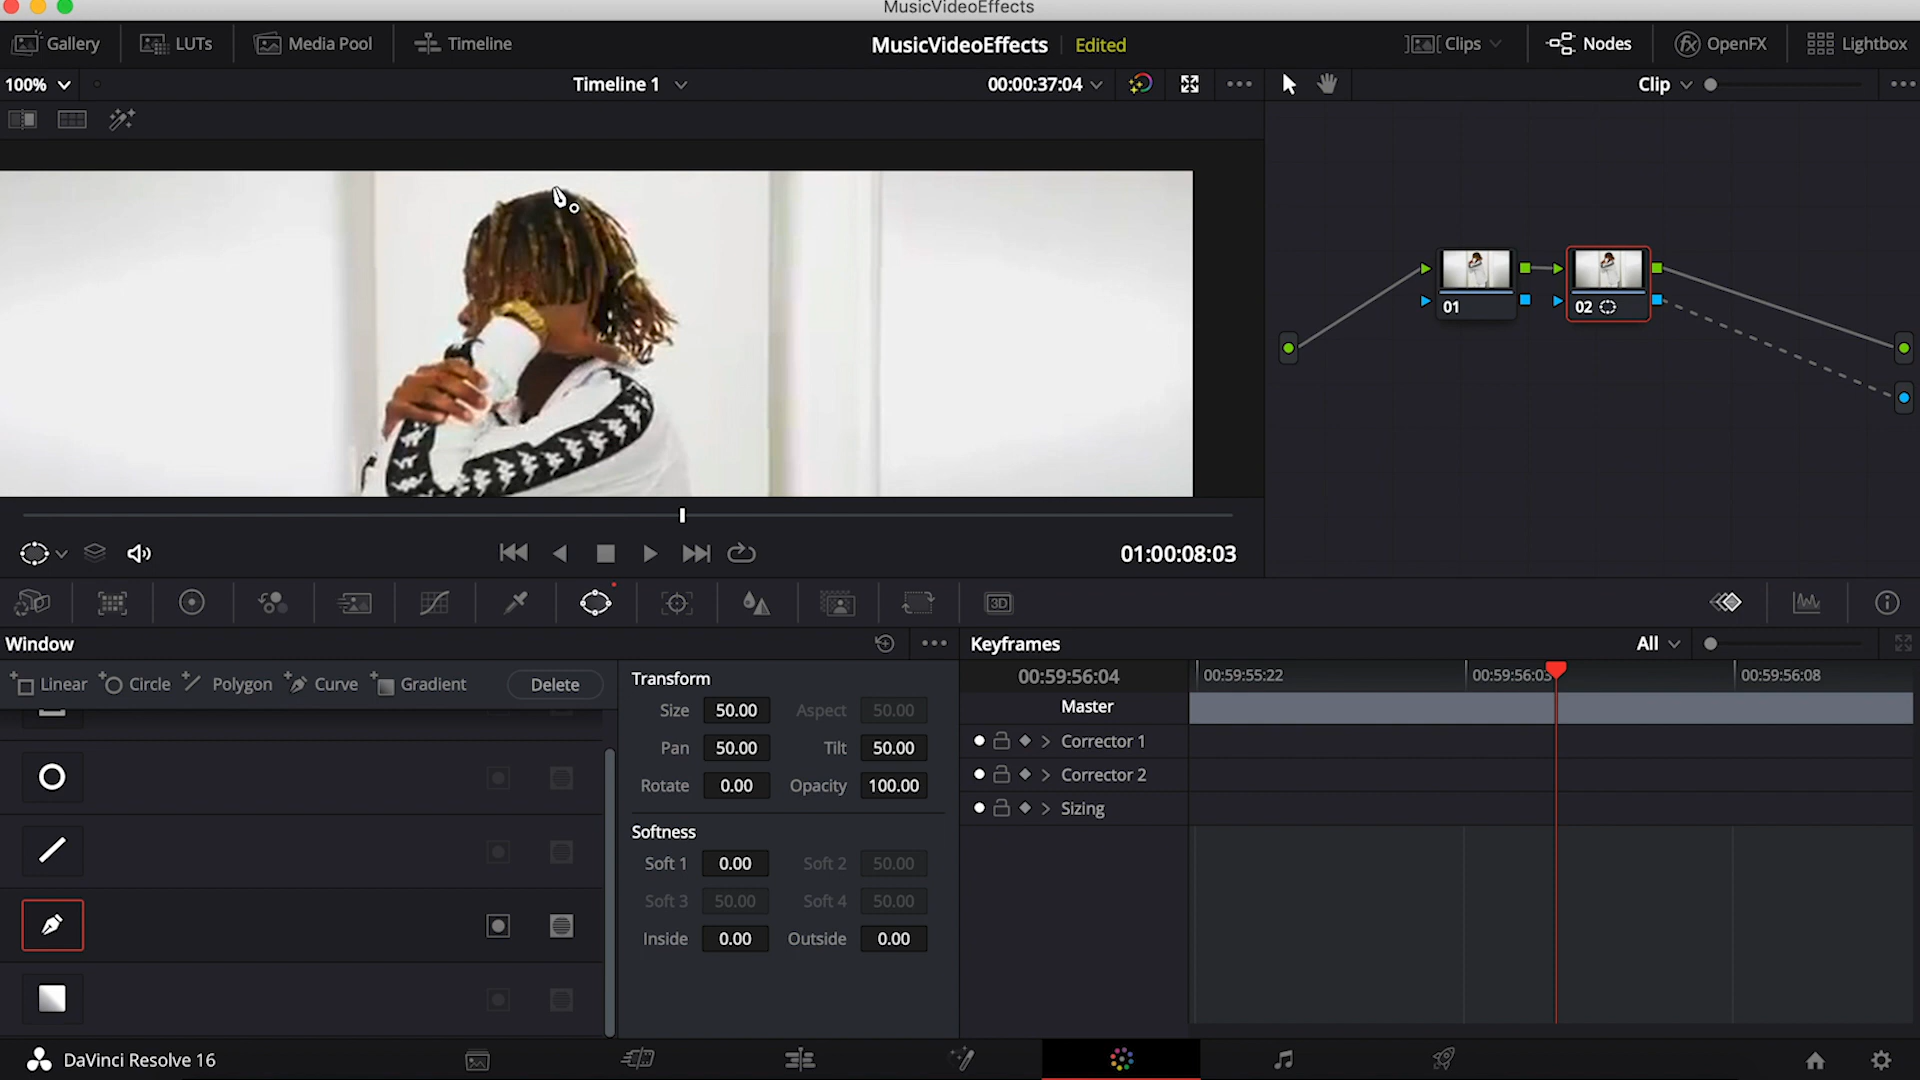 MusicVideoEffects
Gallery
LUTs
Media Pool
Timeline
MusicVideoEffects
Edited
Clips
Nodes
OpenFX
Lightbox
100%
Timeline 1
00:00:37:04
Clip
01
02
01:00:08:03
3D
Window
Keyframes
All
Linear
Circle
Polygon
Curve
Gradient
Delete
Transform
Size 50.00 Aspect 50.00
Pan 50.00 Tilt 50.00
Rotate 0.00 Opacity 100.00
Softness
Soft 1 0.00 Soft 2 50.00
Soft 3 50.00 Soft 4 50.00
Inside 0.00 Outside 0.00
00:59:56:04
00:59:55:22
00:59:56:03
00:59:56:08
Master
Corrector 1
Corrector 2
Sizing
DaVinci Resolve 16